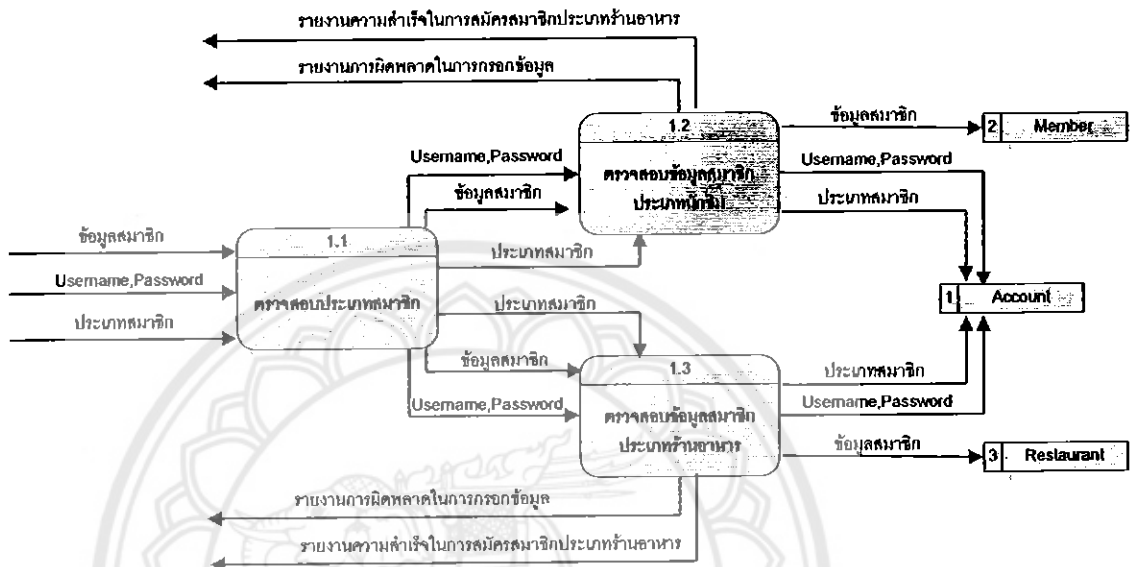 รายงานความสำเร็จในการสมัครสมาชิกประเภทร้านอาหาร
รายงานการผิดพลาดในการกรอกข้อมูล
1.2
ตรวจสอบข้อมูลสมาชิก
ประเภทนักชิม
ข้อมูลสมาชิก
2 Member
Username,Password
Username,Password
ข้อมูลสมาชิก
ประเภทสมาชิก
ข้อมูลสมาชิก
1.1
ตรวจสอบประเภทสมาชิก
ประเภทสมาชิก
Username,Password
ประเภทสมาชิก
1 Account
ประเภทสมาชิก
ข้อมูลสมาชิก
1.3
ตรวจสอบข้อมูลสมาชิก
ประเภทร้านอาหาร
ประเภทสมาชิก
Username,Password
Username,Password
ข้อมูลสมาชิก
3 Restaurant
รายงานการผิดพลาดในการกรอกข้อมูล
รายงานความสำเร็จในการสมัครสมาชิกประเภทร้านอาหาร